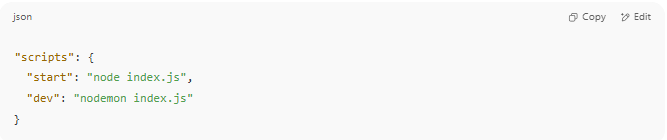 json Copy Edit
"scripts": {
  "start": "node index.js",
  "dev": "nodemon index.js"
}